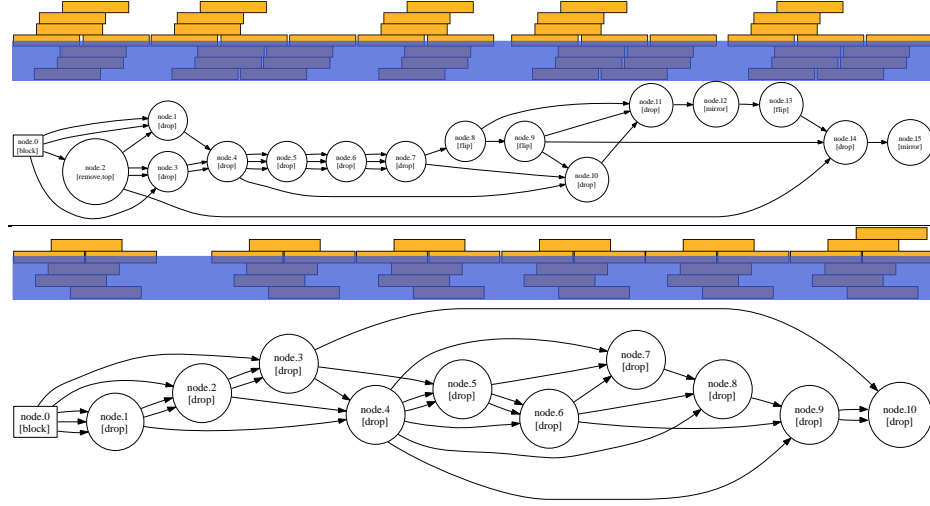 node.0
[block]
node.1
[drop]
node.2
[remove.top]
node.3
[drop]
node.4
[drop]
node.5
[drop]
node.6
[drop]
node.7
[drop]
node.8
[flip]
node.9
[flip]
node.10
[drop]
node.11
[drop]
node.12
[mirror]
node.13
[flip]
node.14
[drop]
node.15
[mirror]
node.0
[block]
node.1
[drop]
node.2
[drop]
node.3
[drop]
node.4
[drop]
node.5
[drop]
node.6
[drop]
node.7
[drop]
node.8
[drop]
node.9
[drop]
node.10
[drop]